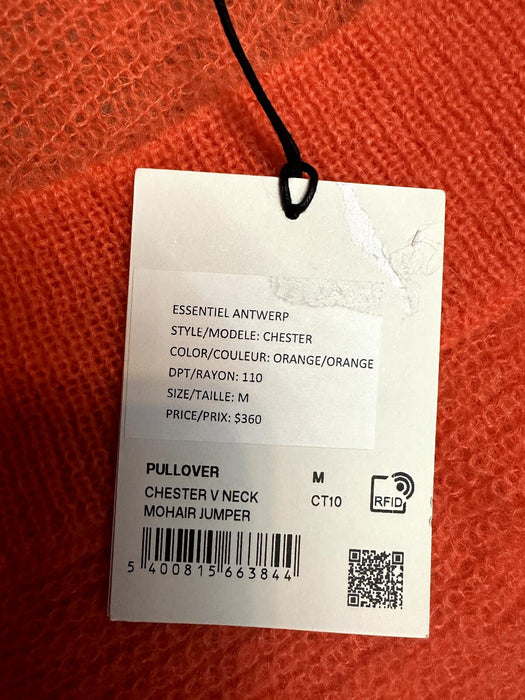 ESSENTIEL ANTWERP
STYLE/MODELE: CHESTER
COLOR/COULEUR: ORANGE/ORANGE
DPT/RAYON: 110
SIZE/TAILLE: M
PRICE/PRIX: $360
PULLOVER M
CHESTER V NECK CT10
MOHAIR JUMPER
RFID
5 400815 663844